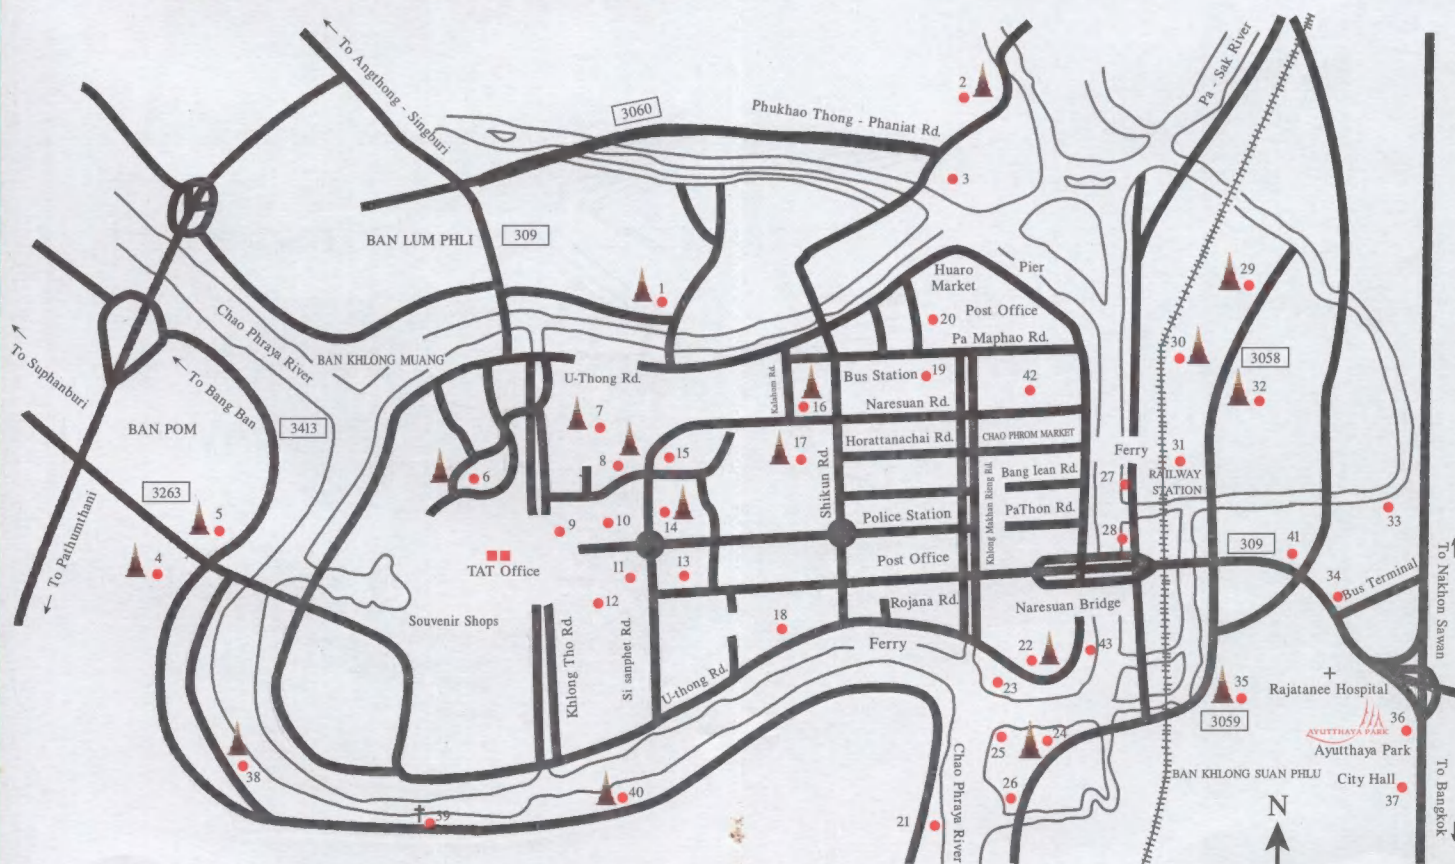 ← To Angthong - Singburi
3060
Phukhao Thong - Phaniat Rd.
2
Pa - Sak River
3
BAN LUM PHLI
309
1
Huaro
Market
Pier
29
Post Office
20
Pa Maphao Rd.
Chao Phraya River
BAN KHLONG MUANG
30
3058
← To Suphanburi
U-Thong Rd.
Kalahom Rd.
Bus Station
19
42
← To Bang Ban
16
Naresuan Rd.
32
BAN POM
3413
7
Horattanachai Rd.
CHAO PHROM MARKET
8
15
17
Ferry
31
6
Shikun Rd.
Khlong Makhan Rieng Rd.
Bang Iean Rd.
27
RAILWAY
STATION
3263
5
9
10
14
Police Station
PaThon Rd.
28
33
4
TAT Office
11
13
Post Office
309
41
← To Pathumthani
12
Rojana Rd.
Naresuan Bridge
34
Bus Terminal
To Nakhon Sawan
Souvenir Shops
Khlong Tho Rd.
Si sanphet Rd.
18
Ferry
22
43
U-thong Rd.
23
35
Rajatanee Hospital
3059
36
AYUTTHAYA PARK
Ayutthaya Park
25
24
38
Chao Phraya River
BAN KHLONG SUAN PHLU
City Hall
37
To Bangkok
40
26
39
21
N